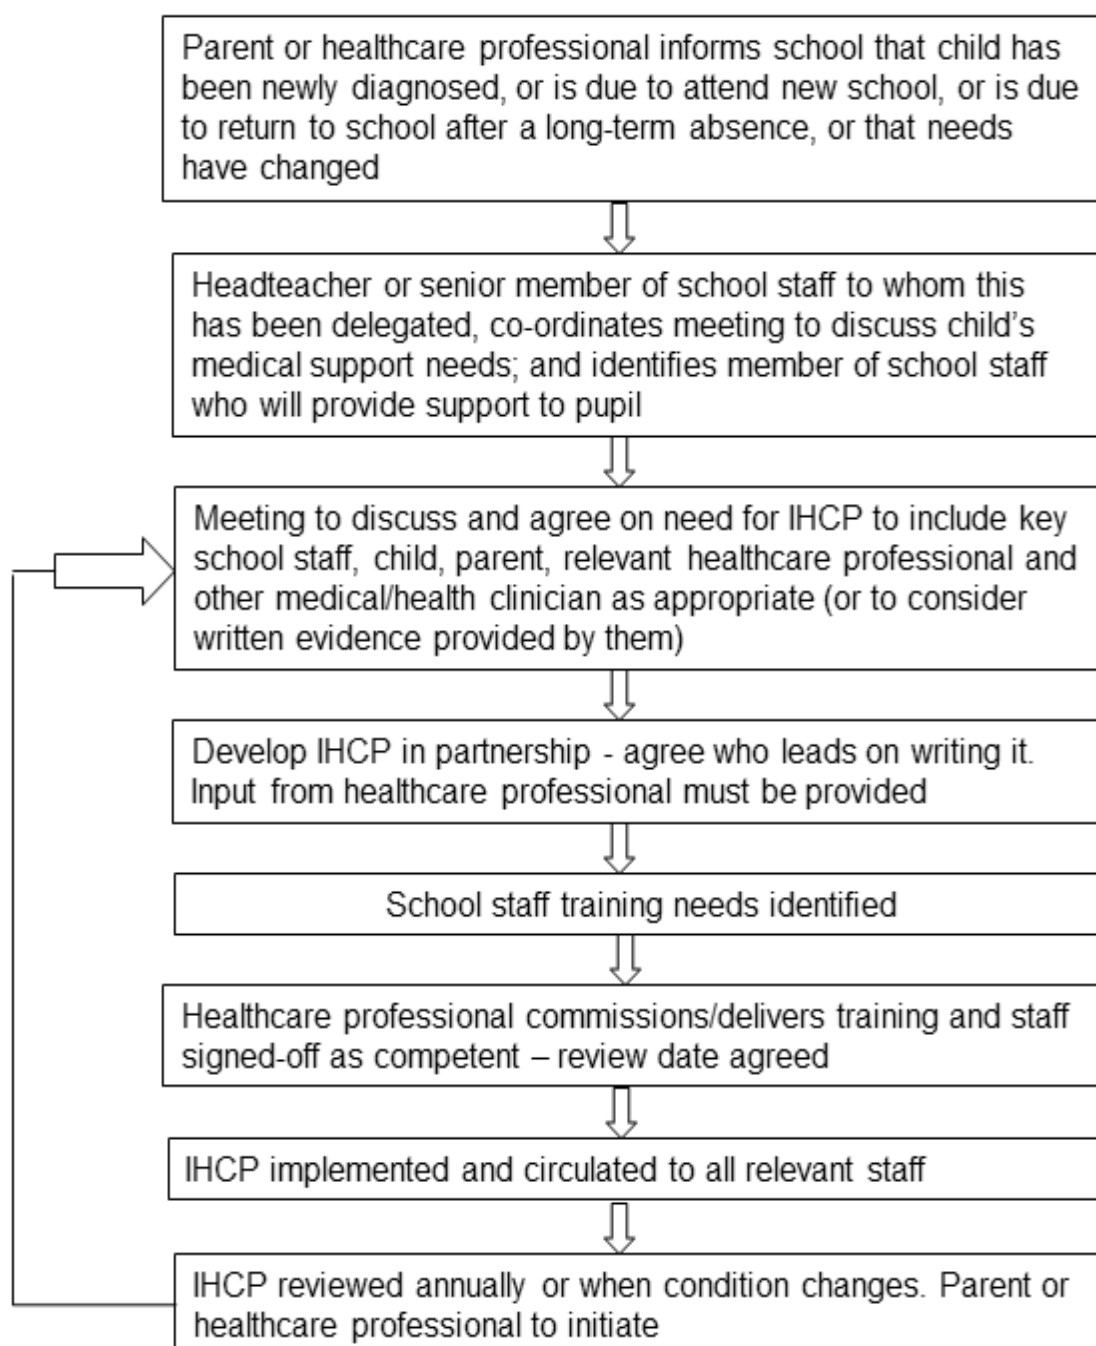 Parent or healthcare professional informs school that child has
been newly diagnosed, or is due to attend new school, or is due
to return to school after a long-term absence, or that needs
have changed
Headteacher or senior member of school staff to whom this
has been delegated, co-ordinates meeting to discuss child's
medical support needs; and identifies member of school staff
who will provide support to pupil
Meeting to discuss and agree on need for IHCP to include key
school staff, child, parent, relevant healthcare professional and
other medical/health clinician as appropriate (or to consider
written evidence provided by them)
Develop IHCP in partnership - agree who leads on writing it.
Input from healthcare professional must be provided
School staff training needs identified
Healthcare professional commissions/delivers training and staff
signed-off as competent – review date agreed
IHCP implemented and circulated to all relevant staff
IHCP reviewed annually or when condition changes. Parent or
healthcare professional to initiate